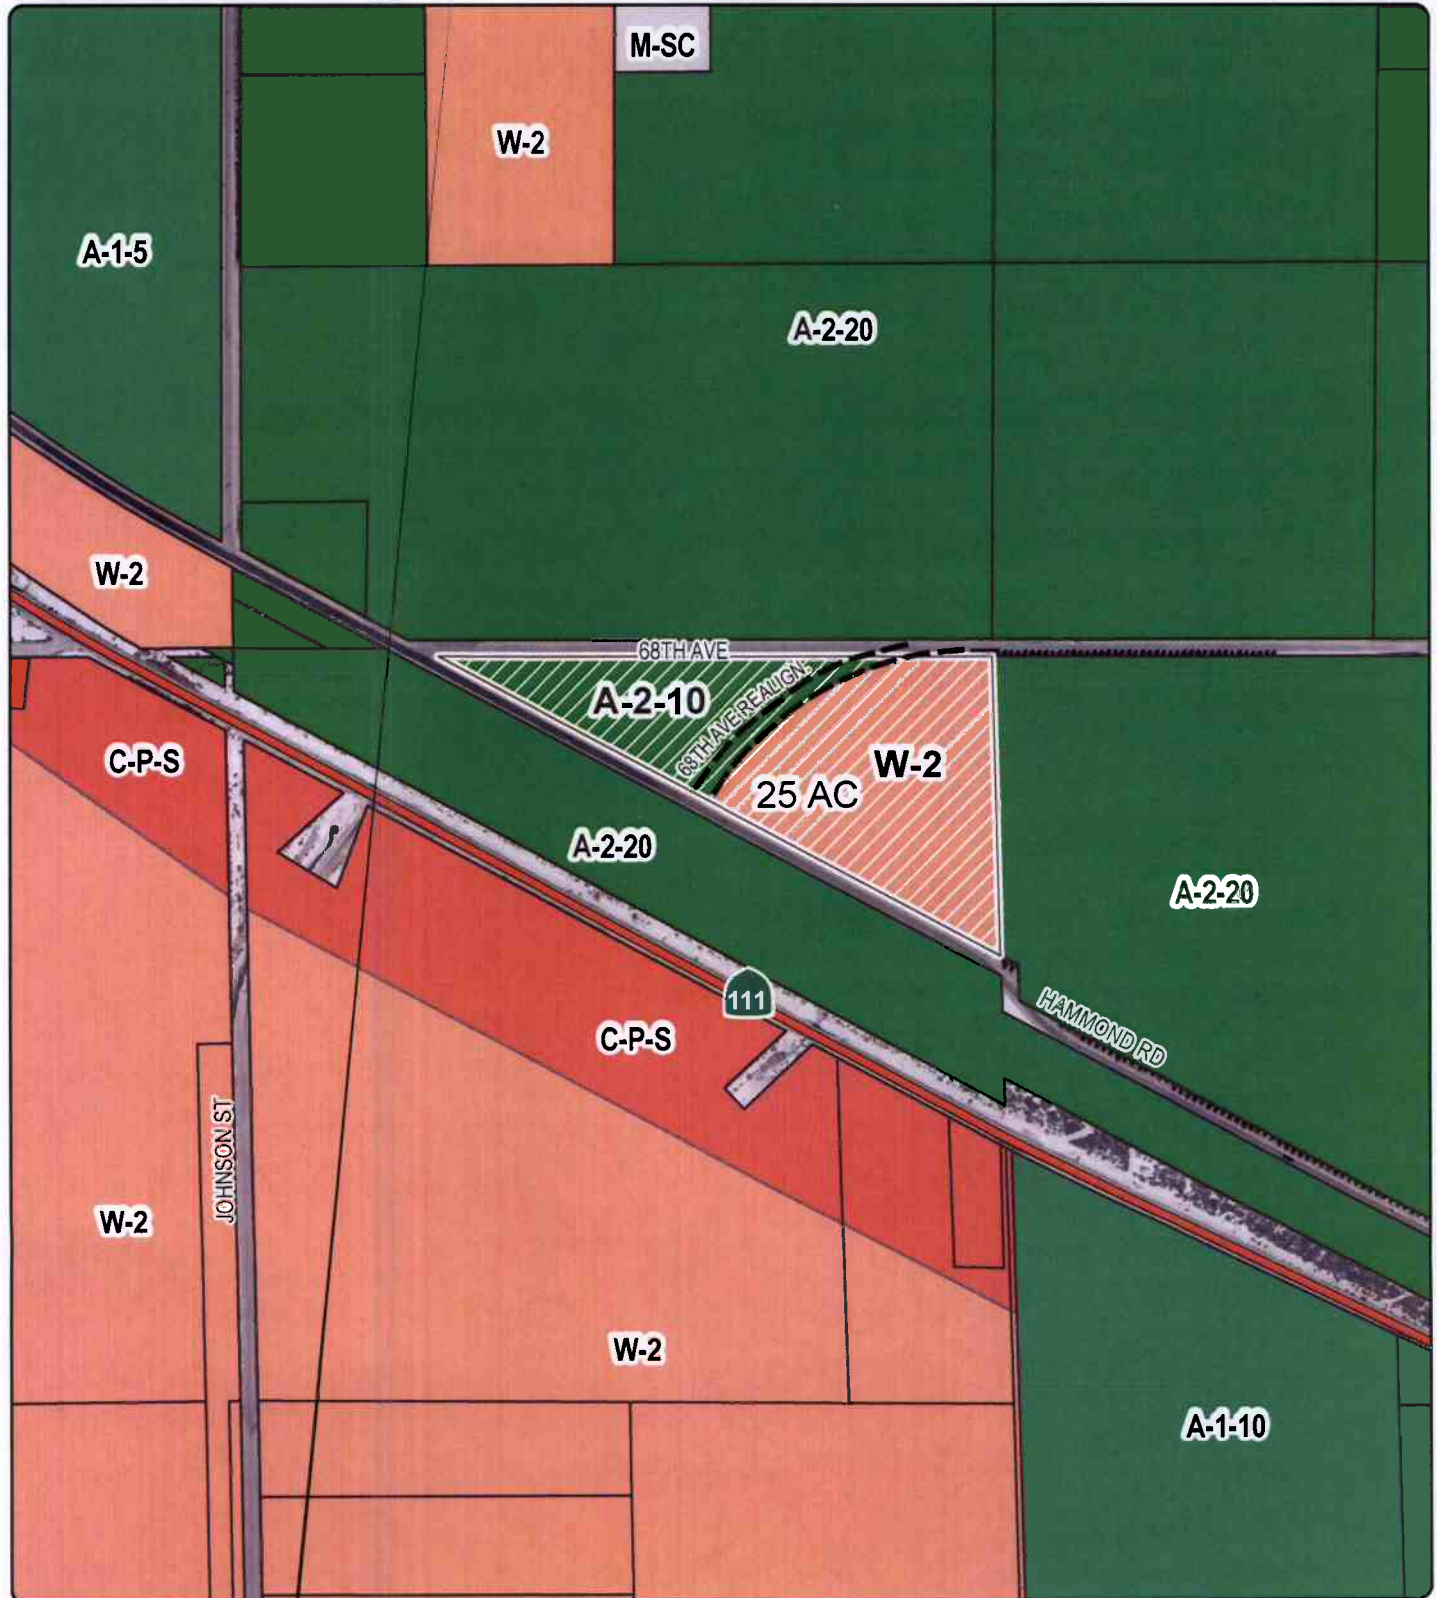 M-SC
W-2
A-1-5
A-2-20
W-2
68TH AVE
A-2-10
68TH AVE REALIGN.
W-2
25 AC
C-P-S
A-2-20
A-2-20
111
HAMMOND RD
C-P-S
JOHNSON ST
W-2
W-2
A-1-10